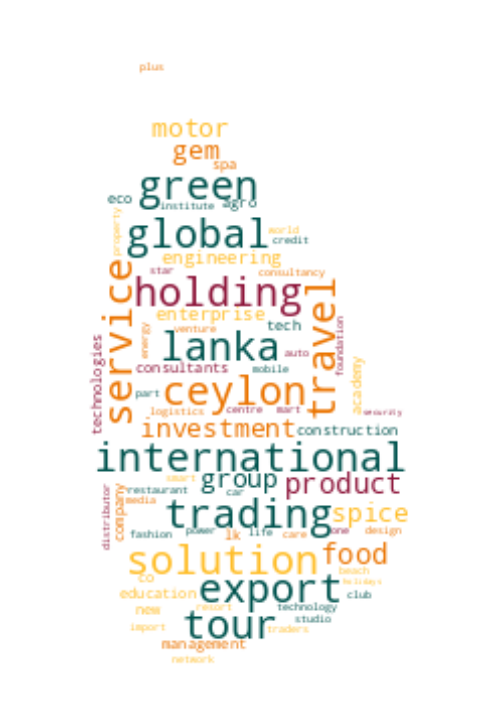 plus
motor
gem
spa
green
eco
institute
agro
property
global
world
credit
engineering
star
consultancy
service
holding
travel
enterprise
tech
energy
venture
foundation
technologies
lanka
auto
consultants
mobile
academy
part
ceylon
logistics
centre
mart
security
investment
construction
international
smart
group
product
distributor
company
restaurant
car
media
trading
spice
fashion
power
lk
life
care
one
design
solution
food
co
beach
holidays
education
export
club
new
resort
technology
import
tour
studio
traders
management
network